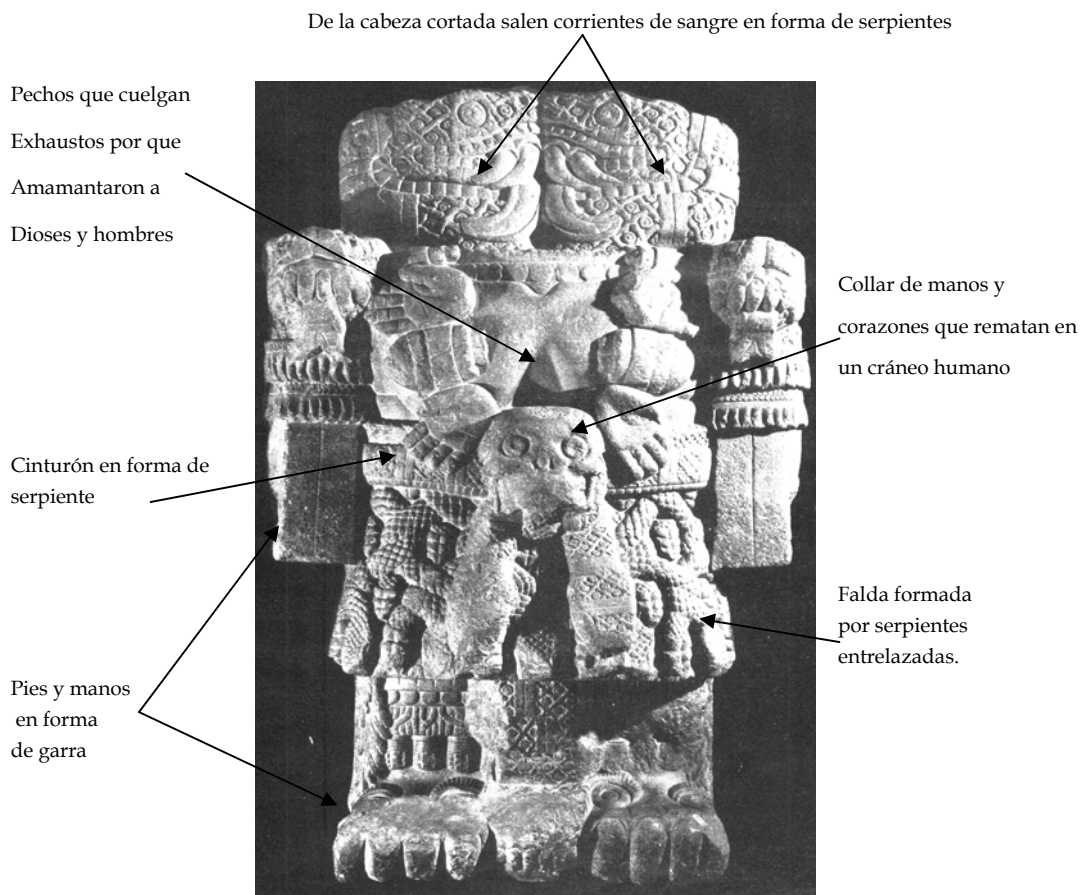 De la cabeza cortada salen corrientes de sangre en forma de serpientes
Pechos que cuelgan
Exhaustos por que
Amamantaron a
Dioses y hombres
Collar de manos y
corazones que rematan en
un cráneo humano
Cinturón en forma de
serpiente
Falda formada
por serpientes
entrelazadas.
Pies y manos
en forma
de garra